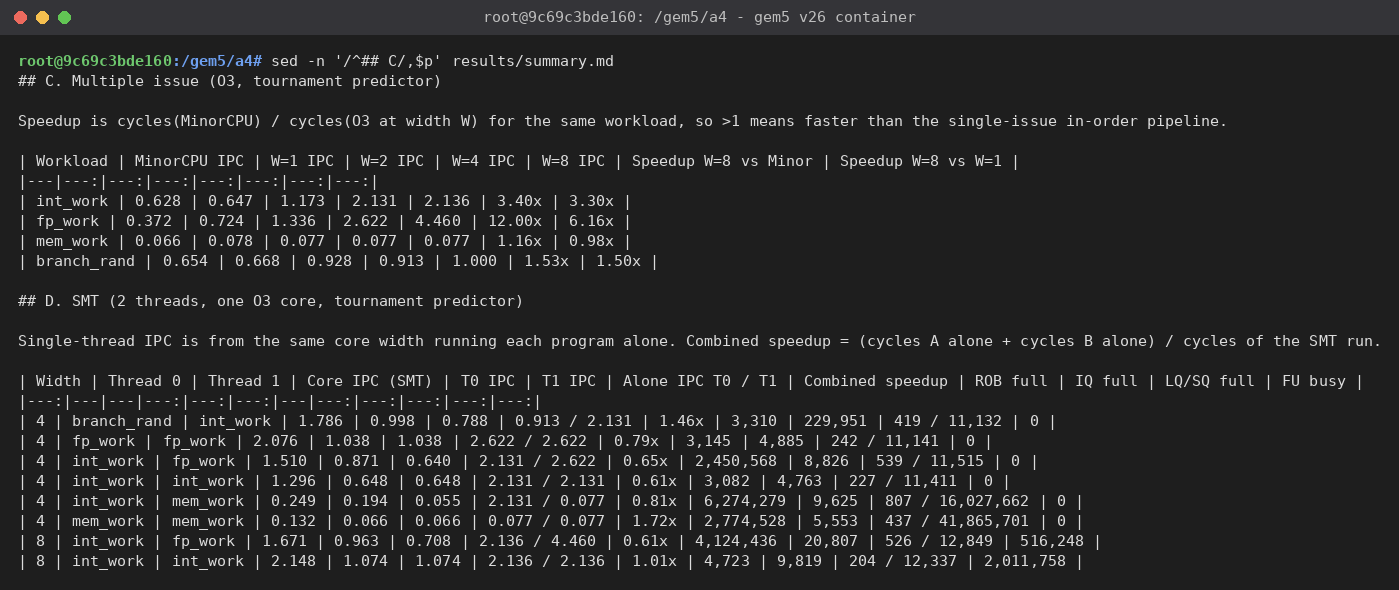 root@9c69c3bde160: /gem5/a4 - gem5 v26 container
root@9c69c3bde160:/gem5/a4# sed -n '/^## C/,$p' results/summary.md
## C. Multiple issue (O3, tournament predictor)
Speedup is cycles(MinorCPU) / cycles(O3 at width W) for the same workload, so >1 means faster than the single-issue in-order pipeline.
| Workload | MinorCPU IPC | W=1 IPC | W=2 IPC | W=4 IPC | W=8 IPC | Speedup W=8 vs Minor | Speedup W=8 vs W=1 |
|---|---:|---:|---:|---:|---:|---:|---:|
| int_work | 0.628 | 0.647 | 1.173 | 2.131 | 2.136 | 3.40x | 3.30x |
| fp_work | 0.372 | 0.724 | 1.336 | 2.622 | 4.460 | 12.00x | 6.16x |
| mem_work | 0.066 | 0.078 | 0.077 | 0.077 | 0.077 | 1.16x | 0.98x |
| branch_rand | 0.654 | 0.668 | 0.928 | 0.913 | 1.000 | 1.53x | 1.50x |
## D. SMT (2 threads, one O3 core, tournament predictor)
Single-thread IPC is from the same core width running each program alone. Combined speedup = (cycles A alone + cycles B alone) / cycles of the SMT run.
| Width | Thread 0 | Thread 1 | Core IPC (SMT) | T0 IPC | T1 IPC | Alone IPC T0 / T1 | Combined speedup | ROB full | IQ full | LQ/SQ full | FU busy |
|---:|---|---|---:|---:|---:|---|---:|---:|---:|---:|---:|
| 4 | branch_rand | int_work | 1.786 | 0.998 | 0.788 | 0.913 / 2.131 | 1.46x | 3,310 | 229,951 | 419 / 11,132 | 0 |
| 4 | fp_work | fp_work | 2.076 | 1.038 | 1.038 | 2.622 / 2.622 | 0.79x | 3,145 | 4,885 | 242 / 11,141 | 0 |
| 4 | int_work | fp_work | 1.510 | 0.871 | 0.640 | 2.131 / 2.622 | 0.65x | 2,450,568 | 8,826 | 539 / 11,515 | 0 |
| 4 | int_work | int_work | 1.296 | 0.648 | 0.648 | 2.131 / 2.131 | 0.61x | 3,082 | 4,763 | 227 / 11,411 | 0 |
| 4 | int_work | mem_work | 0.249 | 0.194 | 0.055 | 2.131 / 0.077 | 0.81x | 6,274,279 | 9,625 | 807 / 16,027,662 | 0 |
| 4 | mem_work | mem_work | 0.132 | 0.066 | 0.066 | 0.077 / 0.077 | 1.72x | 2,774,528 | 5,553 | 437 / 41,865,701 | 0 |
| 8 | int_work | fp_work | 1.671 | 0.963 | 0.708 | 2.136 / 4.460 | 0.61x | 4,124,436 | 20,807 | 526 / 12,849 | 516,248 |
| 8 | int_work | int_work | 2.148 | 1.074 | 1.074 | 2.136 / 2.136 | 1.01x | 4,723 | 9,819 | 204 / 12,337 | 2,011,758 |